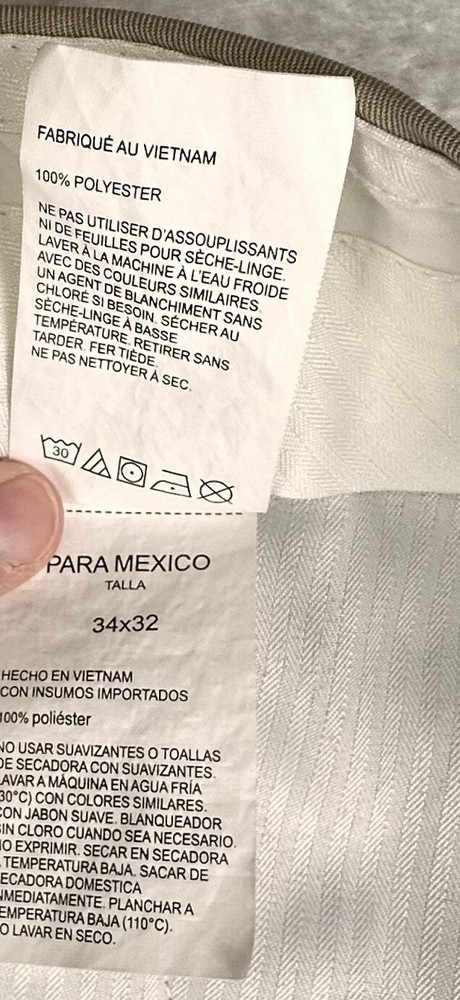 FABRIQUÉ AU VIETNAM
100% POLYESTER
NE PAS UTILISER D'ASSOUPLISSANTS
NI DE FEUILLES POUR SÈCHE-LINGE.
LAVER À LA MACHINE À L'EAU FROIDE
AVEC DES COULEURS SIMILAIRES.
UN AGENT DE BLANCHIMENT SANS
CHLORÉ SI BESOIN. SÉCHER AU
SÈCHE-LINGE À BASSE
TEMPÉRATURE. RETIRER SANS
TARDER. FER TIÈDE.
NE PAS NETTOYER À SEC.
30
PARA MEXICO
TALLA
34x32
HECHO EN VIETNAM
CON INSUMOS IMPORTADOS
100% poliéster
NO USAR SUAVIZANTES O TOALLAS
DE SECADORA CON SUAVIZANTES.
LAVAR A MÁQUINA EN AGUA FRÍA
(30°C) CON COLORES SIMILARES.
CON JABON SUAVE. BLANQUEADOR
SIN CLORO CUANDO SEA NECESARIO.
NO EXPRIMIR. SECAR EN SECADORA
TEMPERATURA BAJA. SACAR DE
SECADORA DOMESTICA
INMEDIATAMENTE. PLANCHAR A
TEMPERATURA BAJA (110°C).
NO LAVAR EN SECO.